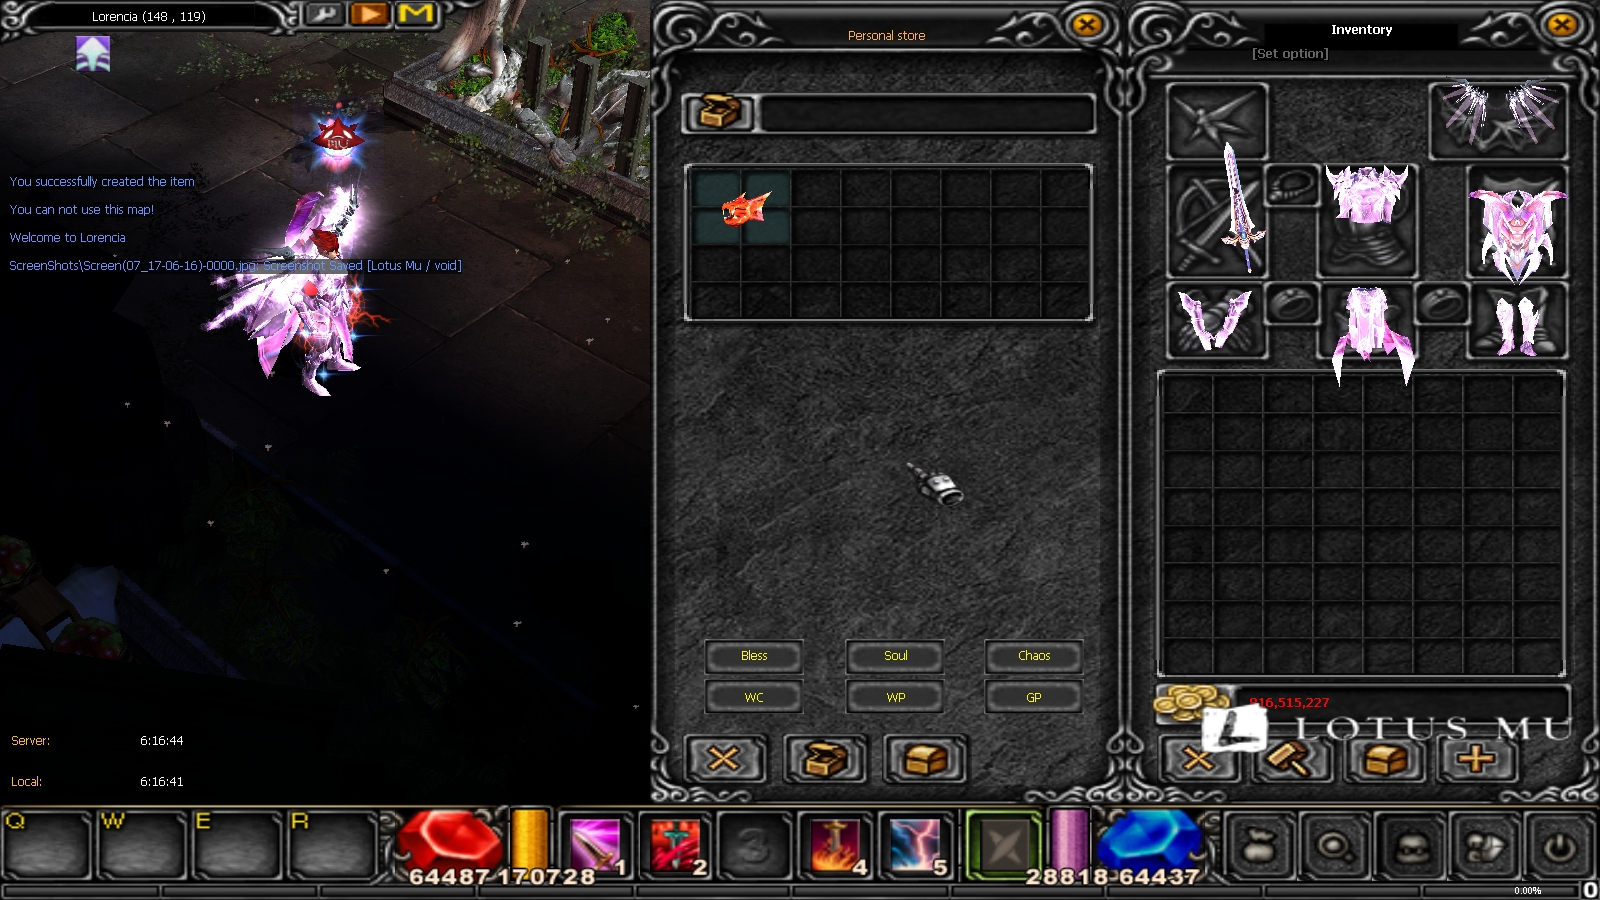 Lorencia (148 , 119)
You successfully created the item
You can not use this map!
Welcome to Lorencia
ScreenShots\Screen(07_17-06-16)-0000.jpg: Screenshot Saved [Lotus Mu / void]
Server: 6:16:44
Local: 6:16:41
Personal store
Bless Soul Chaos
WC WP GP
Inventory
[Set option]
816,515,227
LOTUS MU
Q W E R
1 2 3 4 5
64487 170728 28818 64437
0.00% 0